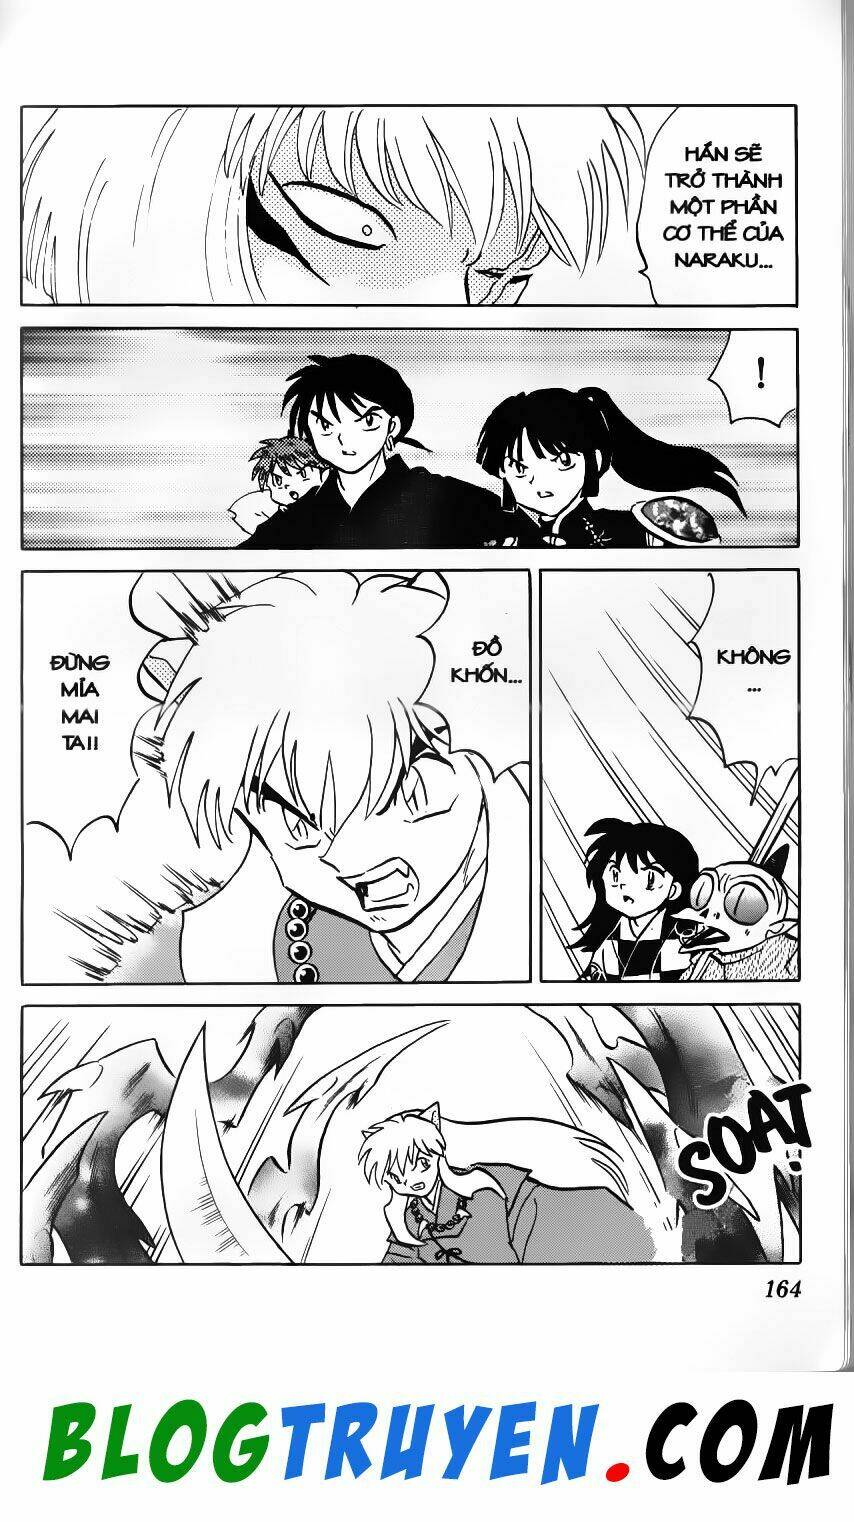 HẮN SẼ
TRỞ THÀNH
MỘT PHẦN
CƠ THỂ CỦA
NARAKU...
!
ĐỒ
KHỐN...
ĐỪNG
MỈA
MAI
TA!!
KHÔNG
...
SOẠT
164
BLOGTRUYEN.COM